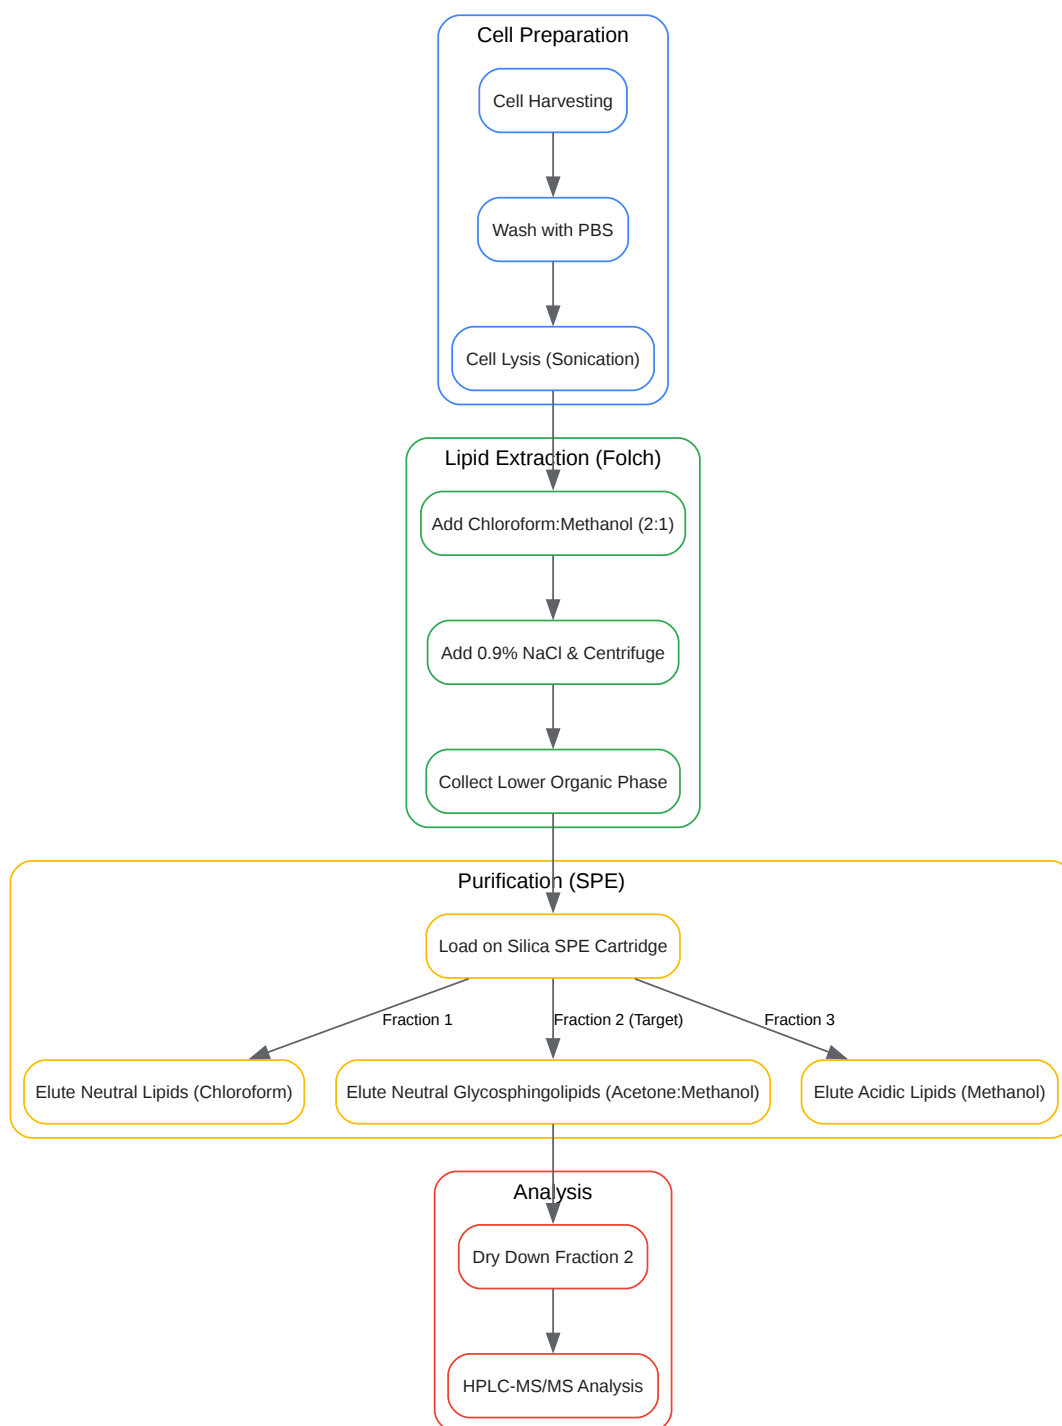 Cell Preparation
Cell Harvesting
Wash with PBS
Cell Lysis (Sonication)
Lipid Extraction (Folch)
Add Chloroform:Methanol (2:1)
Add 0.9% NaCl & Centrifuge
Collect Lower Organic Phase
Purification (SPE)
Load on Silica SPE Cartridge
Fraction 1
Fraction 2 (Target)
Fraction 3
Elute Neutral Lipids (Chloroform)
Elute Neutral Glycosphingolipids (Acetone:Methanol)
Elute Acidic Lipids (Methanol)
Analysis
Dry Down Fraction 2
HPLC-MS/MS Analysis